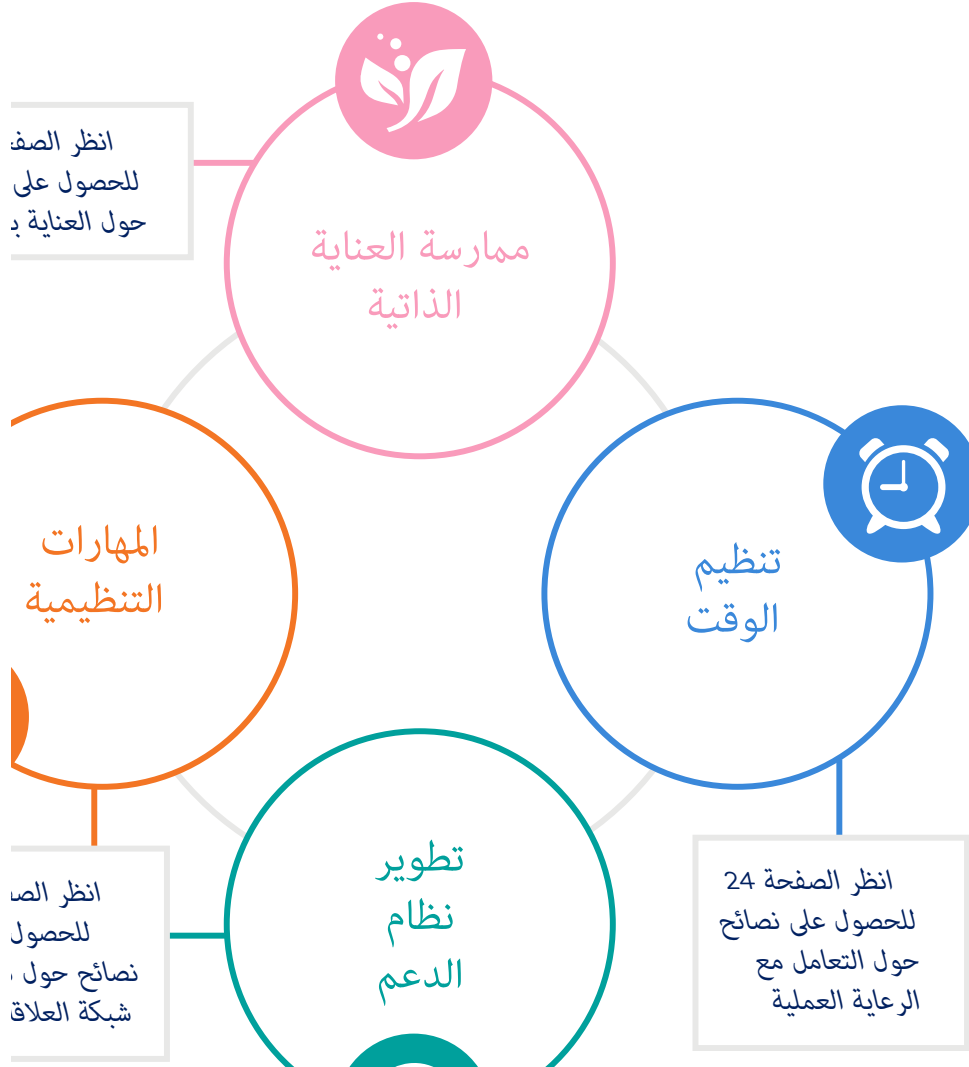 انظر
للحصول على
حول العناية
ممارسة العناية
الذاتية
تنظيم
الوقت
المهارات
التنظيمية
تطوير
نظام
الدعم
انظر الصفحة 24
للحصول على نصائح
حول التعامل مع
الرعاية العملية
انظر
للحصول
نصائح حول
شبكة